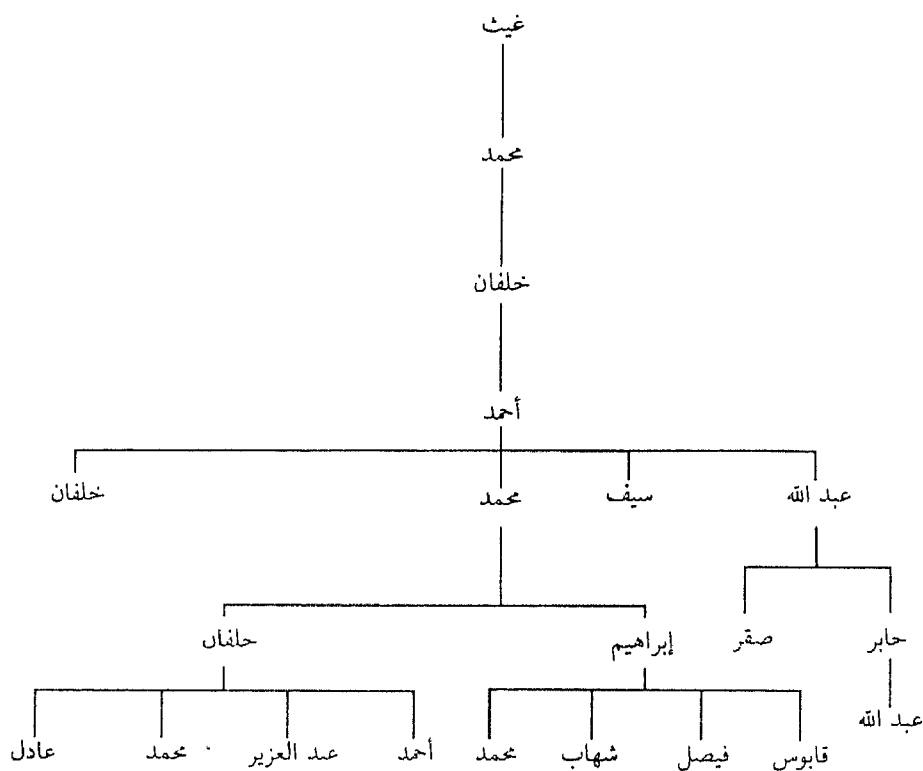 غيث
محمد
خلفان
أحمد
عبد الله
سيف
محمد
خلفان
حابر
صقر
إبراهيم
حلفاں
عبد الله
قابوس
فيصل
شهاب
محمد
أحمد
عبد العزير
محمد
عادل